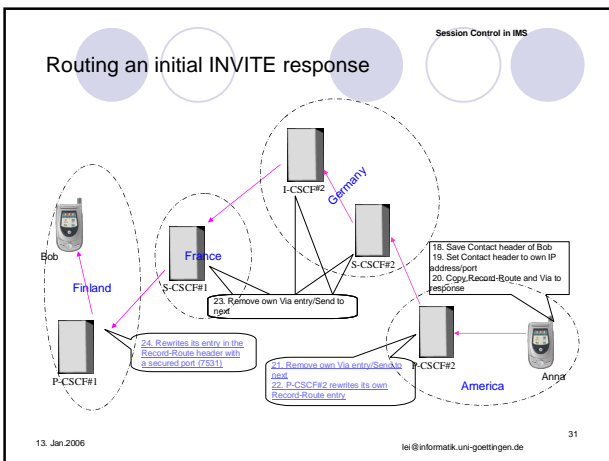 Session Control in IMS
Routing an initial INVITE response
I-CSCF#2
Germany
S-CSCF#2
Bob
France
S-CSCF#1
Finland
18. Save Contact header of Bob
19. Set Contact header to own IP
address/port
20. Copy Record-Route and Via to
response
23. Remove own Via entry/Send to
next
24. Rewrites its entry in the
Record-Route header with
a secured port (7531)
P-CSCF#1
21. Remove own Via entry/Send to
next
22. P-CSCF#2 rewrites its own
Record-Route entry
P-CSCF#2
America
Anna
13. Jan.2006
lei@informatik.uni-goettingen.de
31